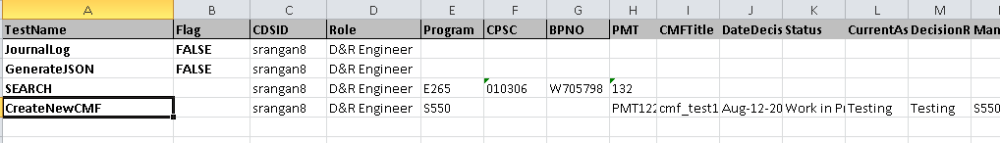 A B C D E F G H I J K L M
TestName Flag CDSID Role Program CPSC BPNO PMT CMFTitle DateDecis Status CurrentAs DecisionR Man
JournalLog FALSE srangan8 D&R Engineer
GenerateJSON FALSE srangan8 D&R Engineer
SEARCH srangan8 D&R Engineer E265 010306 W705798 132
CreateNewCMF srangan8 D&R Engineer S550 PMT122 cmf_test1 Aug-12-20 Work in P Testing Testing S550